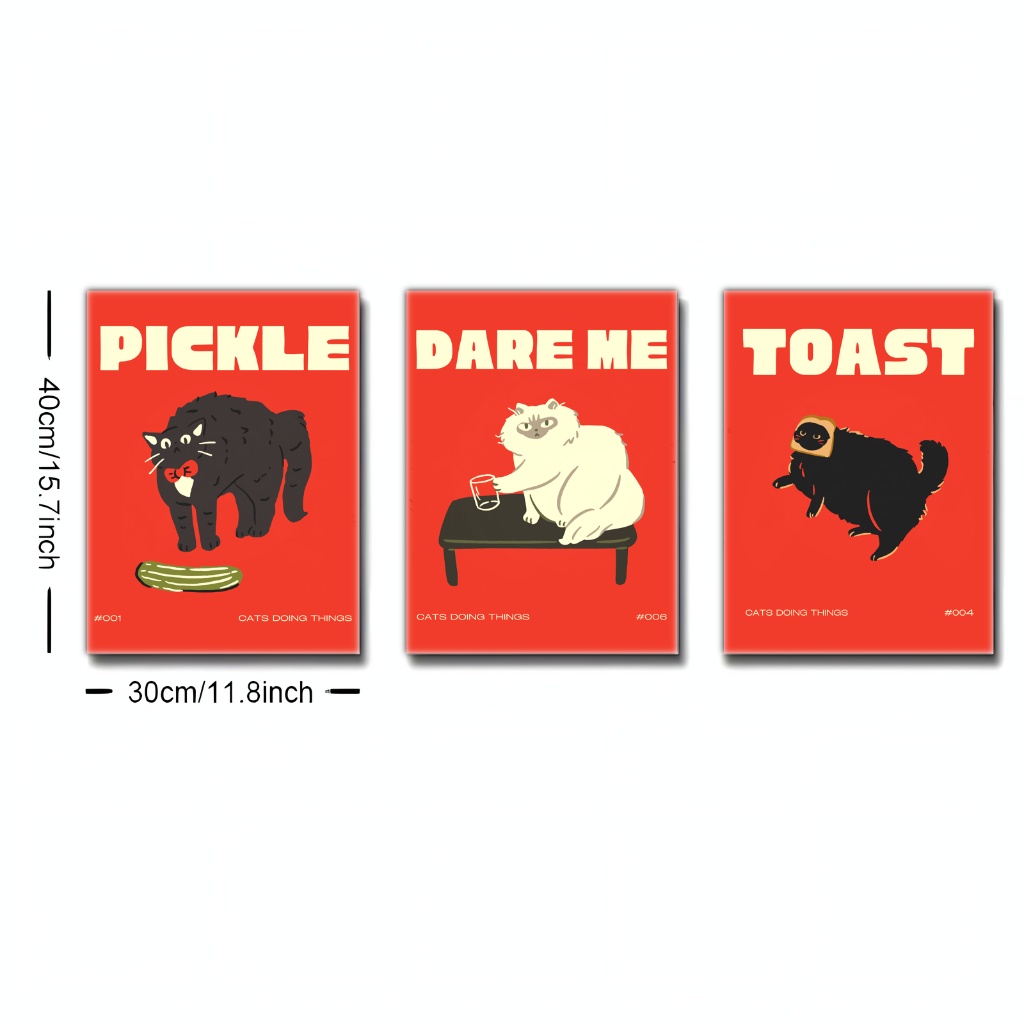 PICKLE
#001
CATS DOING THINGS
DARE ME
CATS DOING THINGS
#006
TOAST
CATS DOING THINGS
#004
40cm/15.7inch
30cm/11.8inch